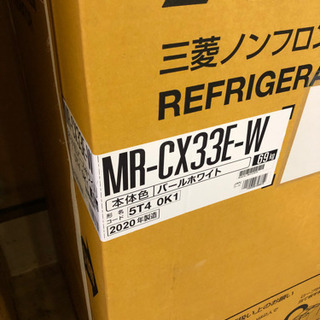 三菱ノンフロン
REFRIGERA
MR-CX33E-W
69kg
本体色 パールホワイト
形名コード 5T4 0K1
2020年製造